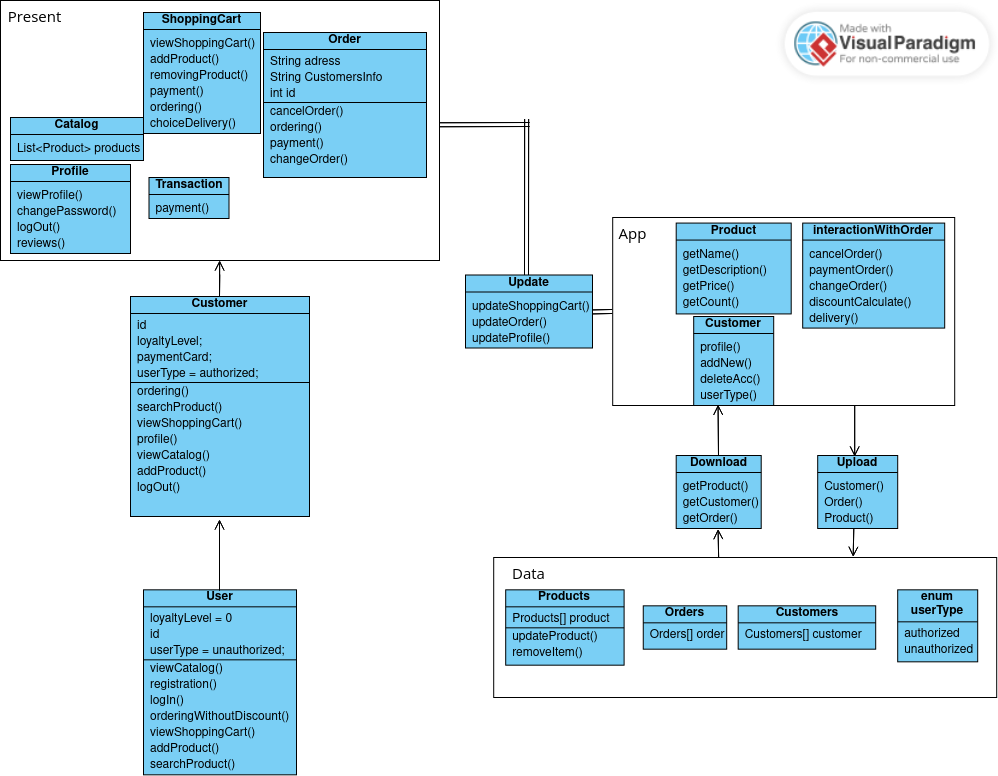 Present
ShoppingCart
viewShoppingCart()
addProduct()
removingProduct()
payment()
ordering()
choiceDelivery()
Order
String adress
String CustomersInfo
int id
cancelOrder()
ordering()
payment()
changeOrder()
Catalog
List<Product> products
Profile
viewProfile()
changePassword()
logOut()
reviews()
Transaction
payment()
Made with
VisualParadigm
For non-commercial use
Customer
id
loyaltyLevel;
paymentCard;
userType = authorized;
ordering()
searchProduct()
viewShoppingCart()
profile()
viewCatalog()
addProduct()
logOut()
Update
updateShoppingCart()
updateOrder()
updateProfile()
App
Product
getName()
getDescription()
getPrice()
getCount()
interactionWithOrder
cancelOrder()
paymentOrder()
changeOrder()
discountCalculate()
delivery()
Customer
profile()
addNew()
deleteAcc()
userType()
Download
getProduct()
getCustomer()
getOrder()
Upload
Customer()
Order()
Product()
User
loyaltyLevel = 0
id
userType = unauthorized;
viewCatalog()
registration()
logIn()
orderingWithoutDiscount()
viewShoppingCart()
addProduct()
searchProduct()
Data
Products
Products[] product
updateProduct()
removeItem()
Orders
Orders[] order
Customers
Customers[] customer
enum
userType
authorized
unauthorized